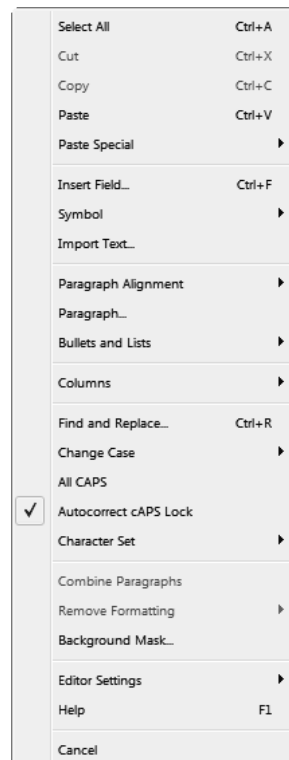 Select All Ctrl+A
Cut Ctrl+X
Copy Ctrl+C
Paste Ctrl+V
Paste Special
Insert Field... Ctrl+F
Symbol
Import Text...
Paragraph Alignment
Paragraph...
Bullets and Lists
Columns
Find and Replace... Ctrl+R
Change Case
All CAPS
Autocorrect cAPS Lock
Character Set
Combine Paragraphs
Remove Formatting
Background Mask...
Editor Settings
Help F1
Cancel